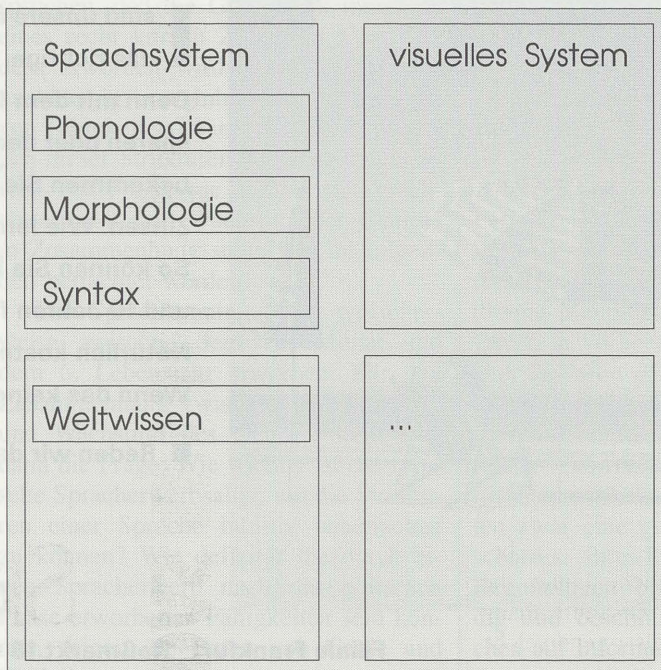 Sprachsystem
Phonologie
Morphologie
Syntax
visuelles System
Weltwissen
...